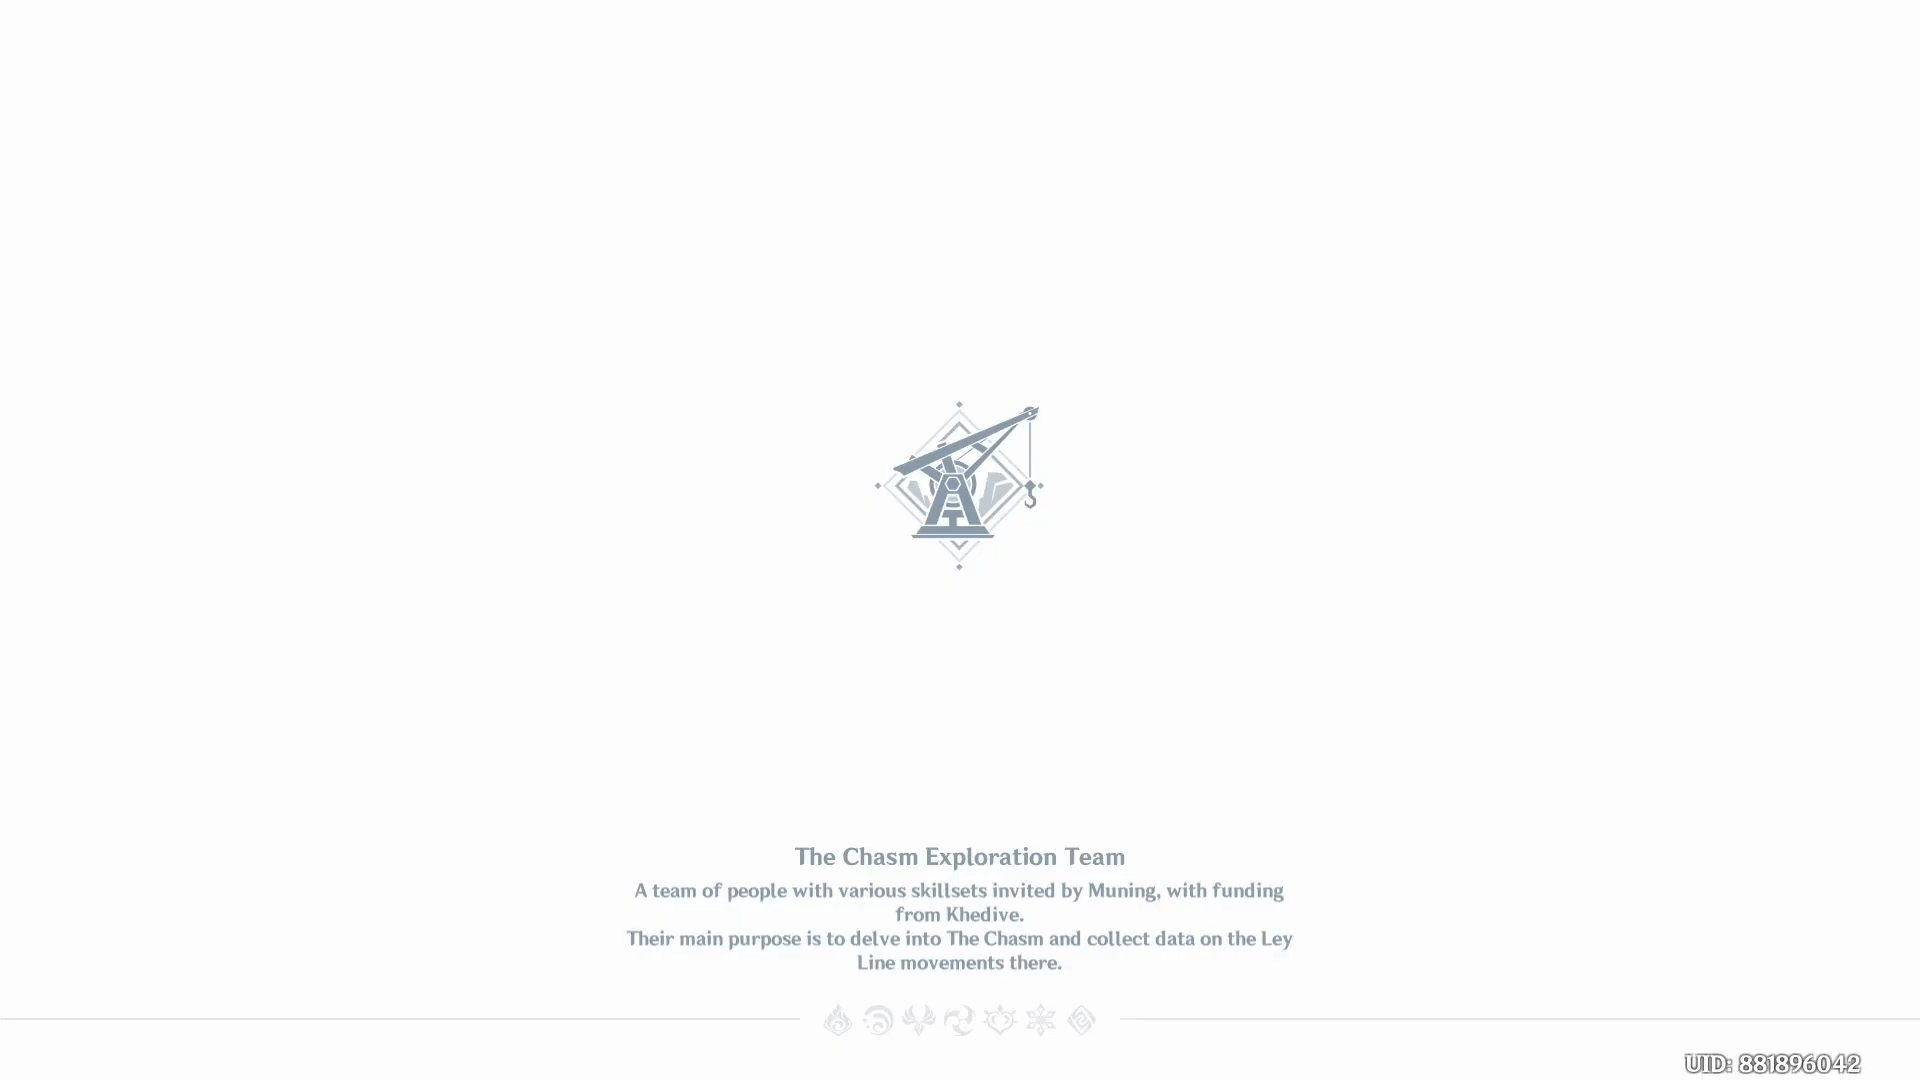 The Chasm Exploration Team
A team of people with various skillsets invited by Muning, with funding
from Khedive.
Their main purpose is to delve into The Chasm and collect data on the Ley
Line movements there.
UID: 881896042